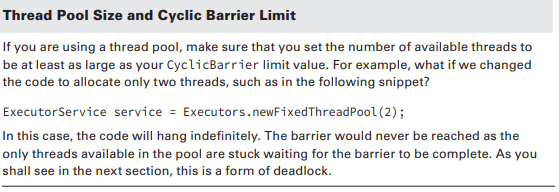 Thread Pool Size and Cyclic Barrier Limit
If you are using a thread pool, make sure that you set the number of available threads to
be at least as large as your CyclicBarrier limit value. For example, what if we changed
the code to allocate only two threads, such as in the following snippet?
ExecutorService service = Executors.newFixedThreadPool(2);
In this case, the code will hang indefinitely. The barrier would never be reached as the
only threads available in the pool are stuck waiting for the barrier to be complete. As you
shall see in the next section, this is a form of deadlock.